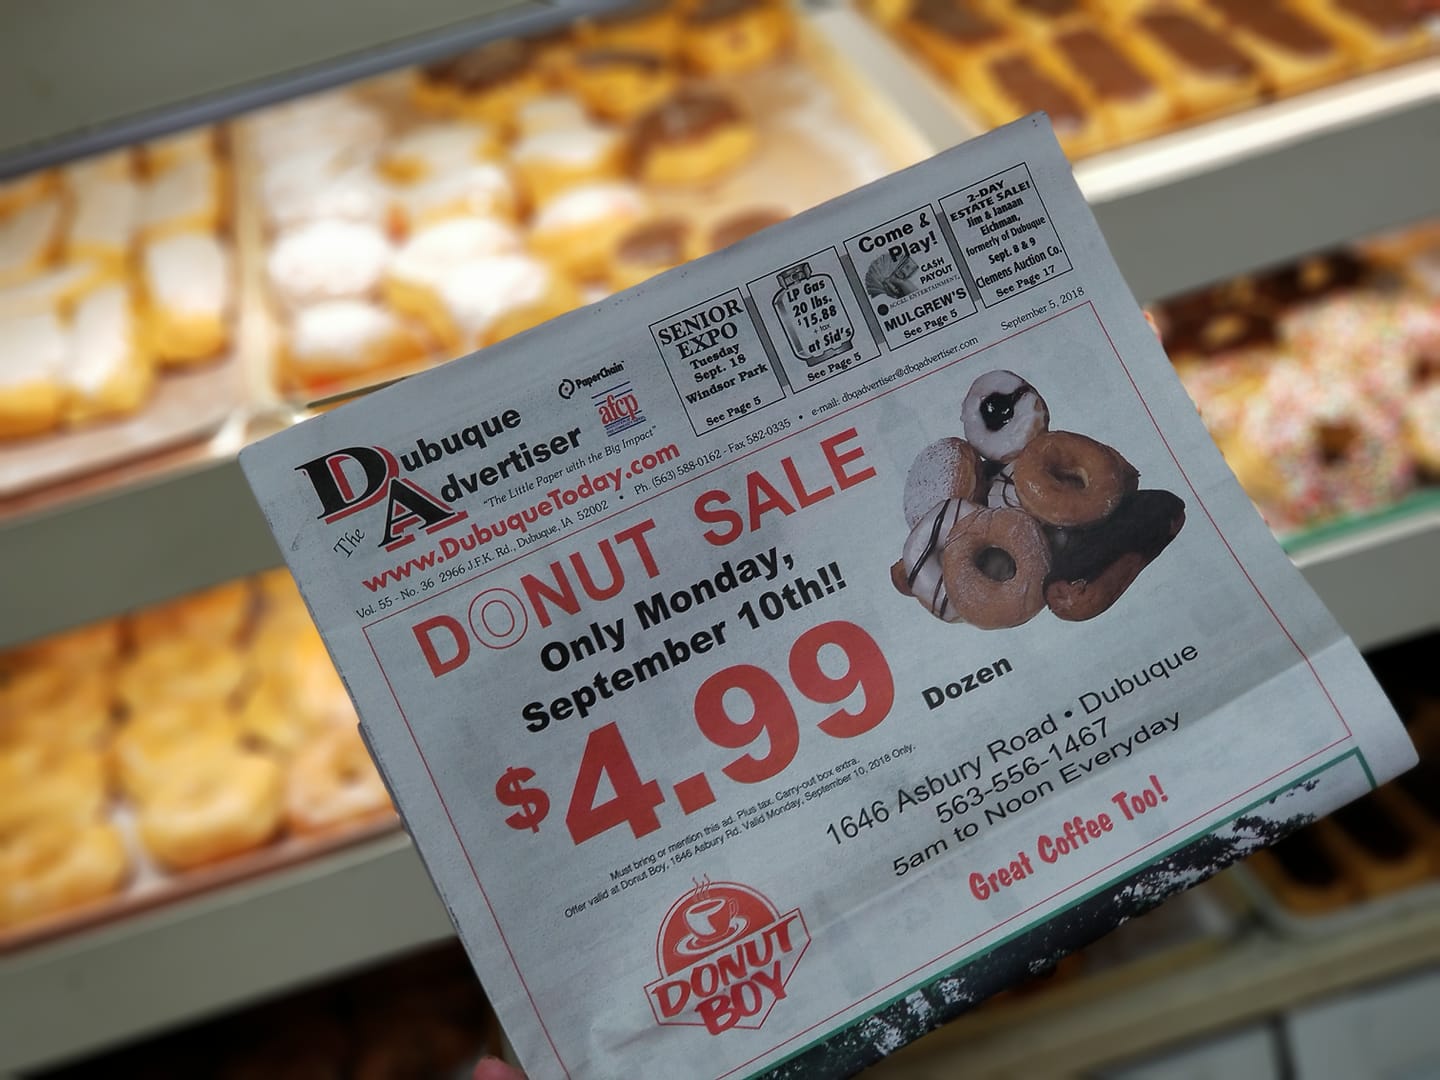 The Dubuque
Advertiser
"The Little Paper with the Big Impact"
www.DubuqueToday.com
PaperChain
afcp
SENIOR
EXPO
Tuesday
Sept. 18
Windsor Park
See Page 5
LP Gas
20 lbs.
$15.88
+ tax
at Sid's
See Page 5
Come &
Play!
CASH
PAYOUT
MULGREW'S
See Page 5
2-DAY
ESTATE SALE!
Jim & Janaan
Eichman,
formerly of Dubuque
Sept. 8 & 9
Clemens Auction Co.
See Page 17
Vol. 55 - No. 36 2966 J.F.K. Rd., Dubuque, IA 52002 • Ph. (563) 588-0162 - Fax 582-0335 • e-mail: dbqadvertiser@dbqadvertiser.com
September 5, 2018
DONUT SALE
Only Monday,
September 10th!!
$4.99 Dozen
Must bring or mention this ad. Plus tax. Carry-out box extra.
Offer valid at Donut Boy, 1646 Asbury Rd. Valid Monday, September 10, 2018 Only.
1646 Asbury Road • Dubuque
563-556-1467
5am to Noon Everyday
Great Coffee Too!
DONUT
BOY